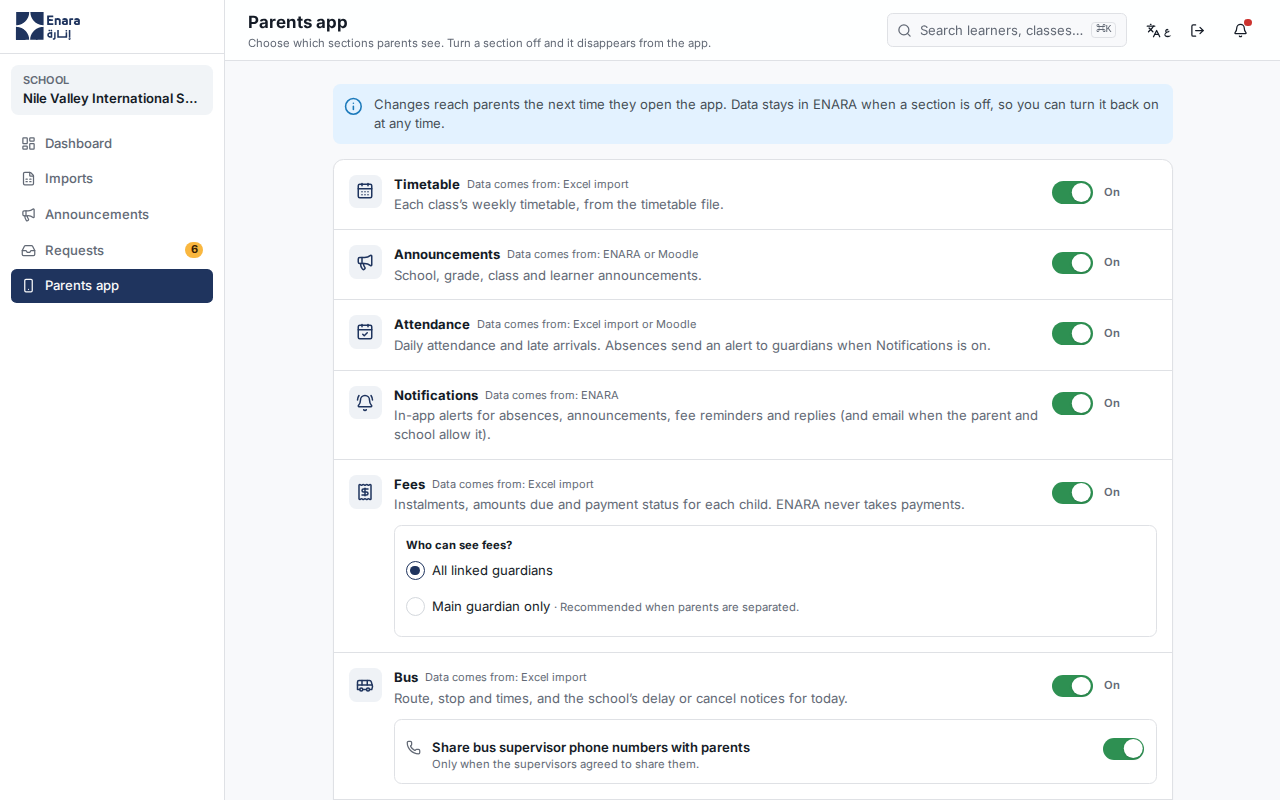 Enara
إنارة
SCHOOL
Nile Valley International S...
Dashboard
Imports
Announcements
Requests 6
Parents app
Parents app
Choose which sections parents see. Turn a section off and it disappears from the app.
Search learners, classes... ⌘K
Changes reach parents the next time they open the app. Data stays in ENARA when a section is off, so you can turn it back on
at any time.
Timetable Data comes from: Excel import
Each class's weekly timetable, from the timetable file.
On
Announcements Data comes from: ENARA or Moodle
School, grade, class and learner announcements.
On
Attendance Data comes from: Excel import or Moodle
Daily attendance and late arrivals. Absences send an alert to guardians when Notifications is on.
On
Notifications Data comes from: ENARA
In-app alerts for absences, announcements, fee reminders and replies (and email when the parent and
school allow it).
On
Fees Data comes from: Excel import
Instalments, amounts due and payment status for each child. ENARA never takes payments.
On
Who can see fees?
All linked guardians
Main guardian only · Recommended when parents are separated.
Bus Data comes from: Excel import
Route, stop and times, and the school's delay or cancel notices for today.
On
Share bus supervisor phone numbers with parents
Only when the supervisors agreed to share them.